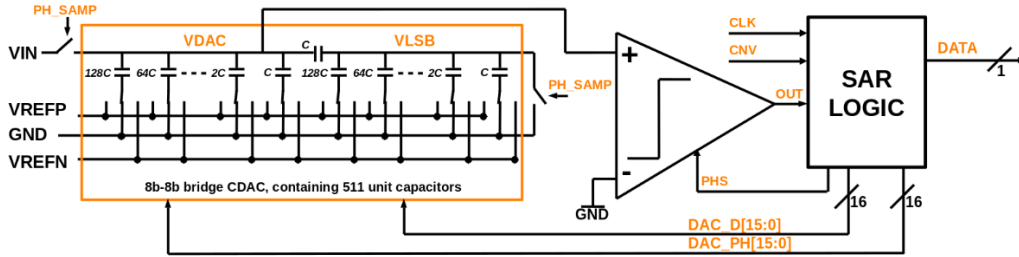 PH_SAMP
VIN
VDAC
C
VLSB
128C
64C
2C
C
128C
64C
2C
C
PH_SAMP
VREFP
GND
VREFN
8b-8b bridge CDAC, containing 511 unit capacitors
+
-
GND
PHS
OUT
CLK
CNV
SAR
LOGIC
DATA
1
16
16
DAC_D[15:0]
DAC_PH[15:0]